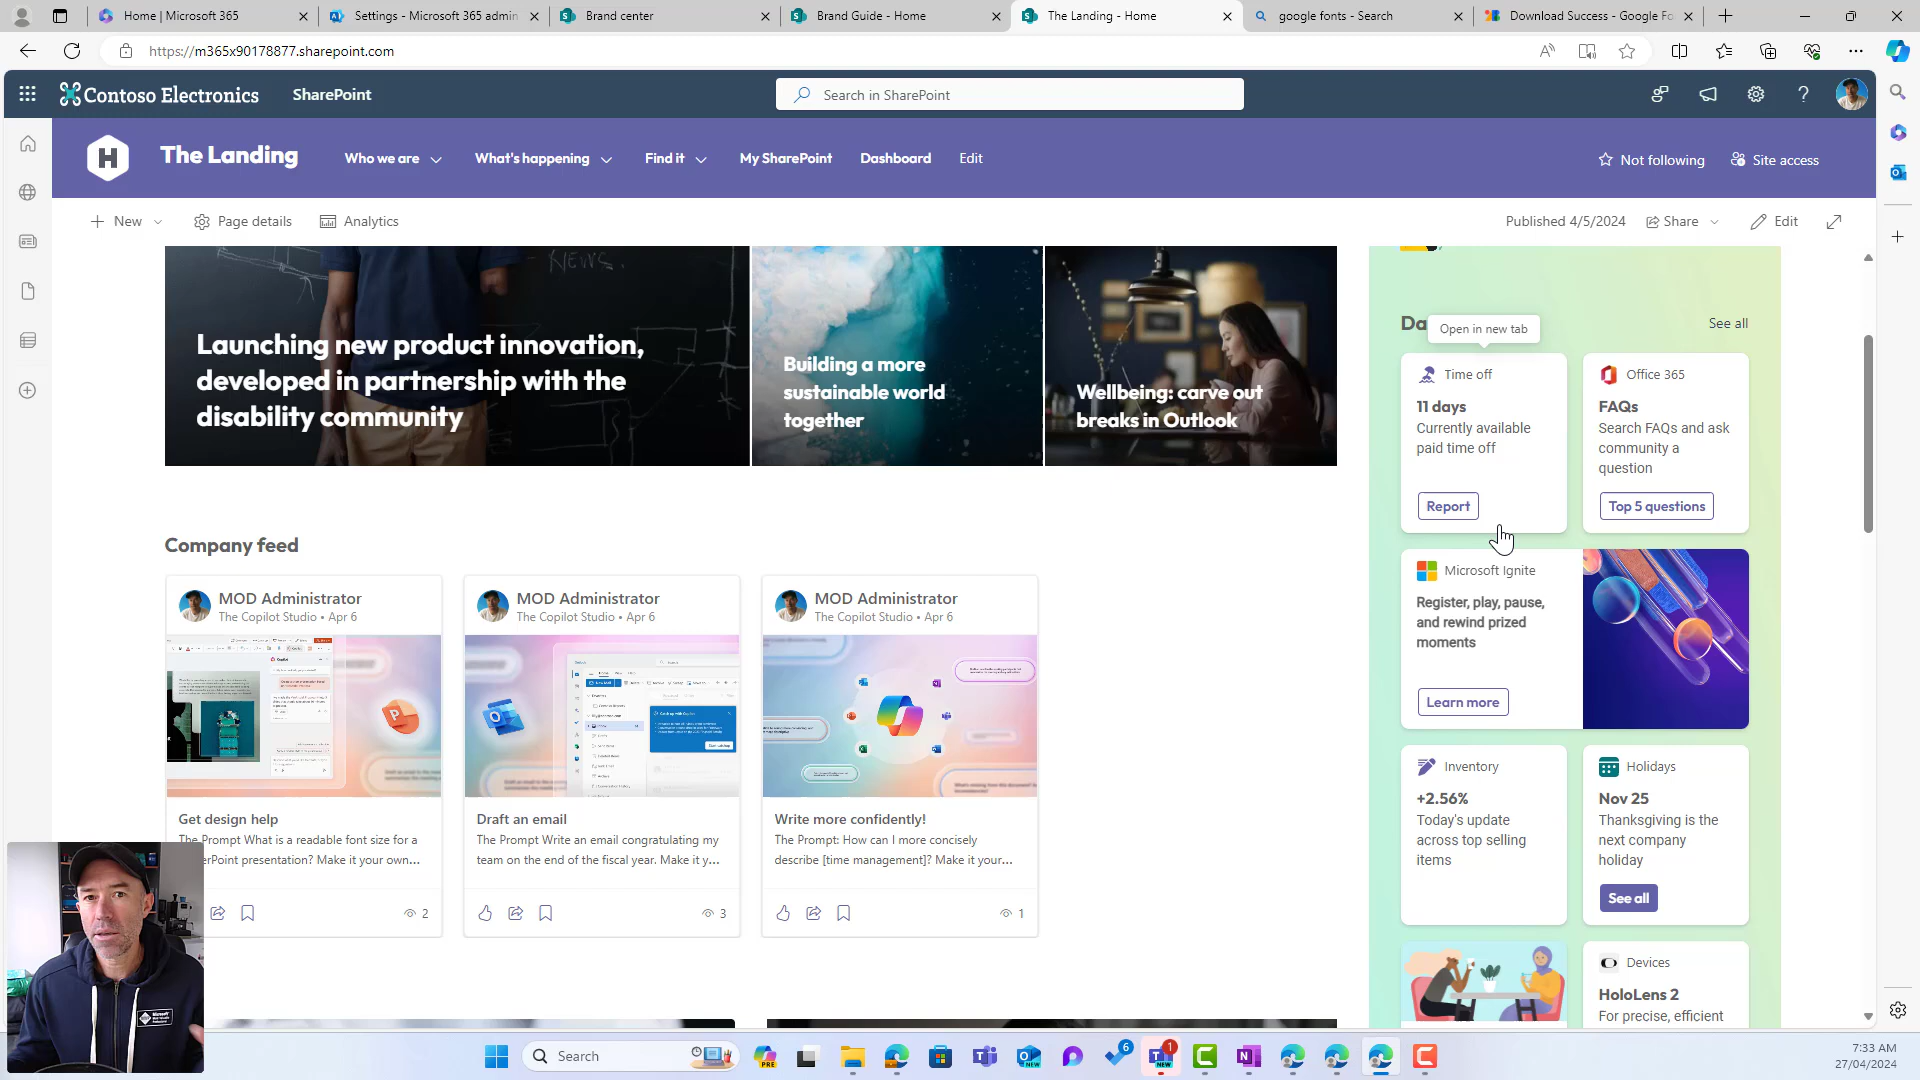 Home | Microsoft 365
Settings - Microsoft 365 admin
Brand center
Brand Guide - Home
The Landing - Home
google fonts - Search
Download Success - Google Fo
https://m365x90178877.sharepoint.com
Contoso Electronics
SharePoint
Search in SharePoint
H
The Landing
Who we are
What's happening
Find it
My SharePoint
Dashboard
Edit
Not following
Site access
New
Page details
Analytics
Published 4/5/2024
Share
Edit
NEWS.
Launching new product innovation,
developed in partnership with the
disability community
Building a more
sustainable world
together
Wellbeing: carve out
breaks in Outlook
Da
Open in new tab
See all
Time off
11 days
Currently available
paid time off
Report
Office 365
FAQs
Search FAQs and ask
community a
question
Top 5 questions
Microsoft Ignite
Register, play, pause,
and rewind prized
moments
Learn more
Inventory
+2.56%
Today's update
across top selling
items
Holidays
Nov 25
Thanksgiving is the
next company
holiday
See all
Devices
HoloLens 2
For precise, efficient
Company feed
MOD Administrator
The Copilot Studio • Apr 6
Get design help
The Prompt What is a readable font size for a
erPoint presentation? Make it your own...
2
MOD Administrator
The Copilot Studio • Apr 6
Draft an email
The Prompt Write an email congratulating my
team on the end of the fiscal year. Make it y...
3
MOD Administrator
The Copilot Studio • Apr 6
Write more confidently!
The Prompt: How can I more concisely
describe [time management]? Make it your...
1
Search
PRE
NEW
6
1
7:33 AM
27/04/2024